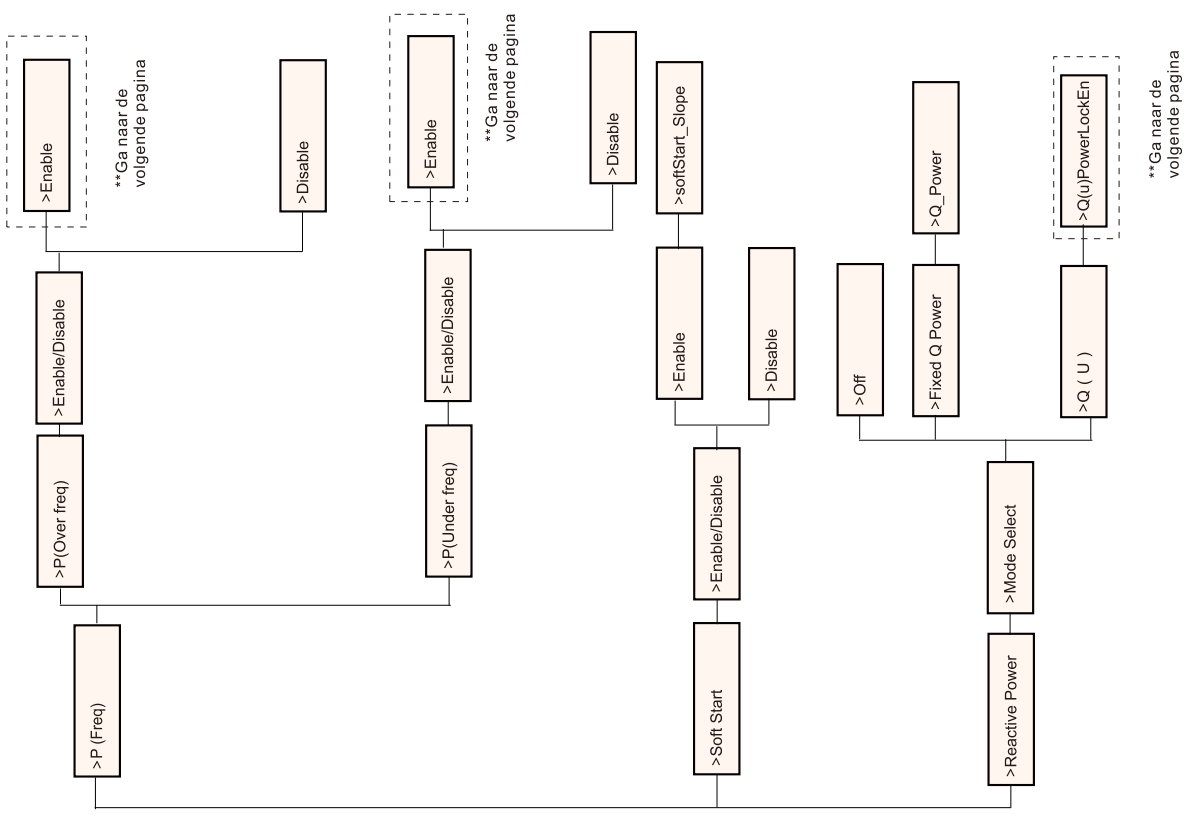 >P (Freq)
>P(Over freq)
>Enable/Disable
>Enable
**Ga naar de
volgende pagina
>Disable
>P(Under freq)
>Enable/Disable
>Enable
**Ga naar de
volgende pagina
>Disable
>Soft Start
>Enable/Disable
>Enable
>softStart_Slope
>Disable
>Reactive Power
>Mode Select
>Off
>Fixed Q Power
>Q_Power
>Q ( U )
>Q(u)PowerLockEn
**Ga naar de
volgende pagina